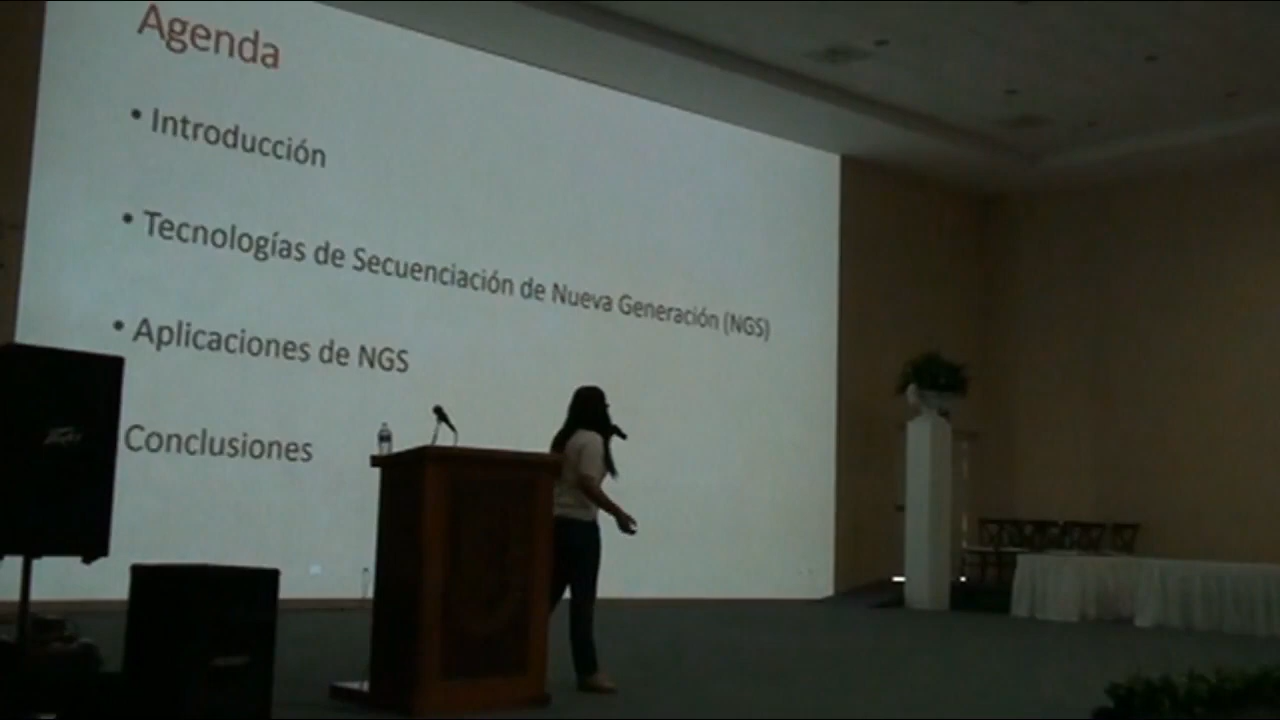 Agenda
• Introducción
• Tecnologías de Secuenciación de Nueva Generación (NGS)
• Aplicaciones de NGS
Conclusiones